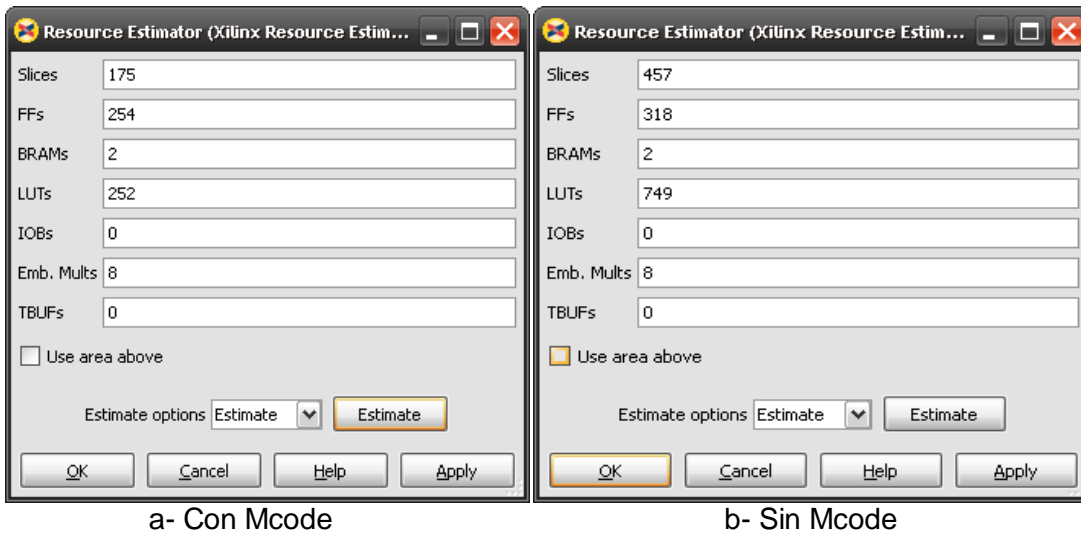 Resource Estimator (Xilinx Resource Estim...
Slices 175
FFs 254
BRAMs 2
LUTs 252
IOBs 0
Emb. Mults 8
TBUFs 0
Use area above
Estimate options Estimate Estimate
OK Cancel Help Apply
a- Con Mcode
Resource Estimator (Xilinx Resource Estim...
Slices 457
FFs 318
BRAMs 2
LUTs 749
IOBs 0
Emb. Mults 8
TBUFs 0
Use area above
Estimate options Estimate Estimate
OK Cancel Help Apply
b- Sin Mcode